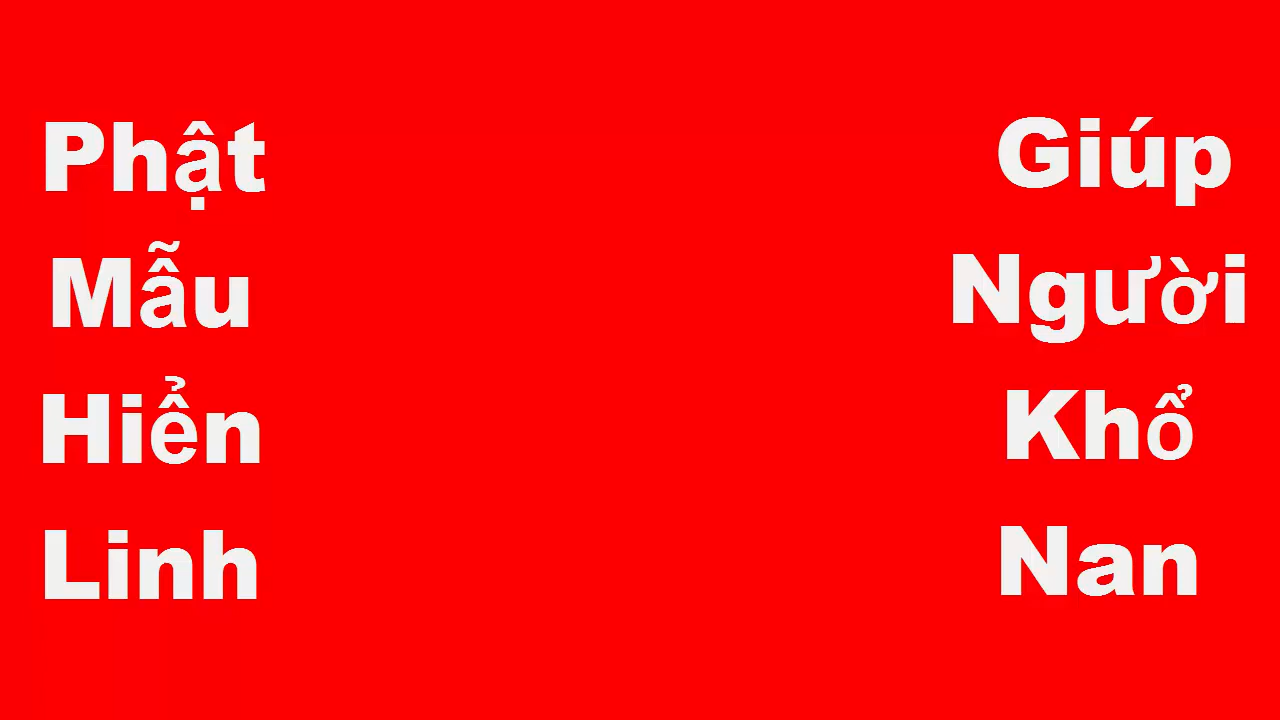 Phật
Mẫu
Hiển
Linh
Giúp
Người
Khổ
Nan